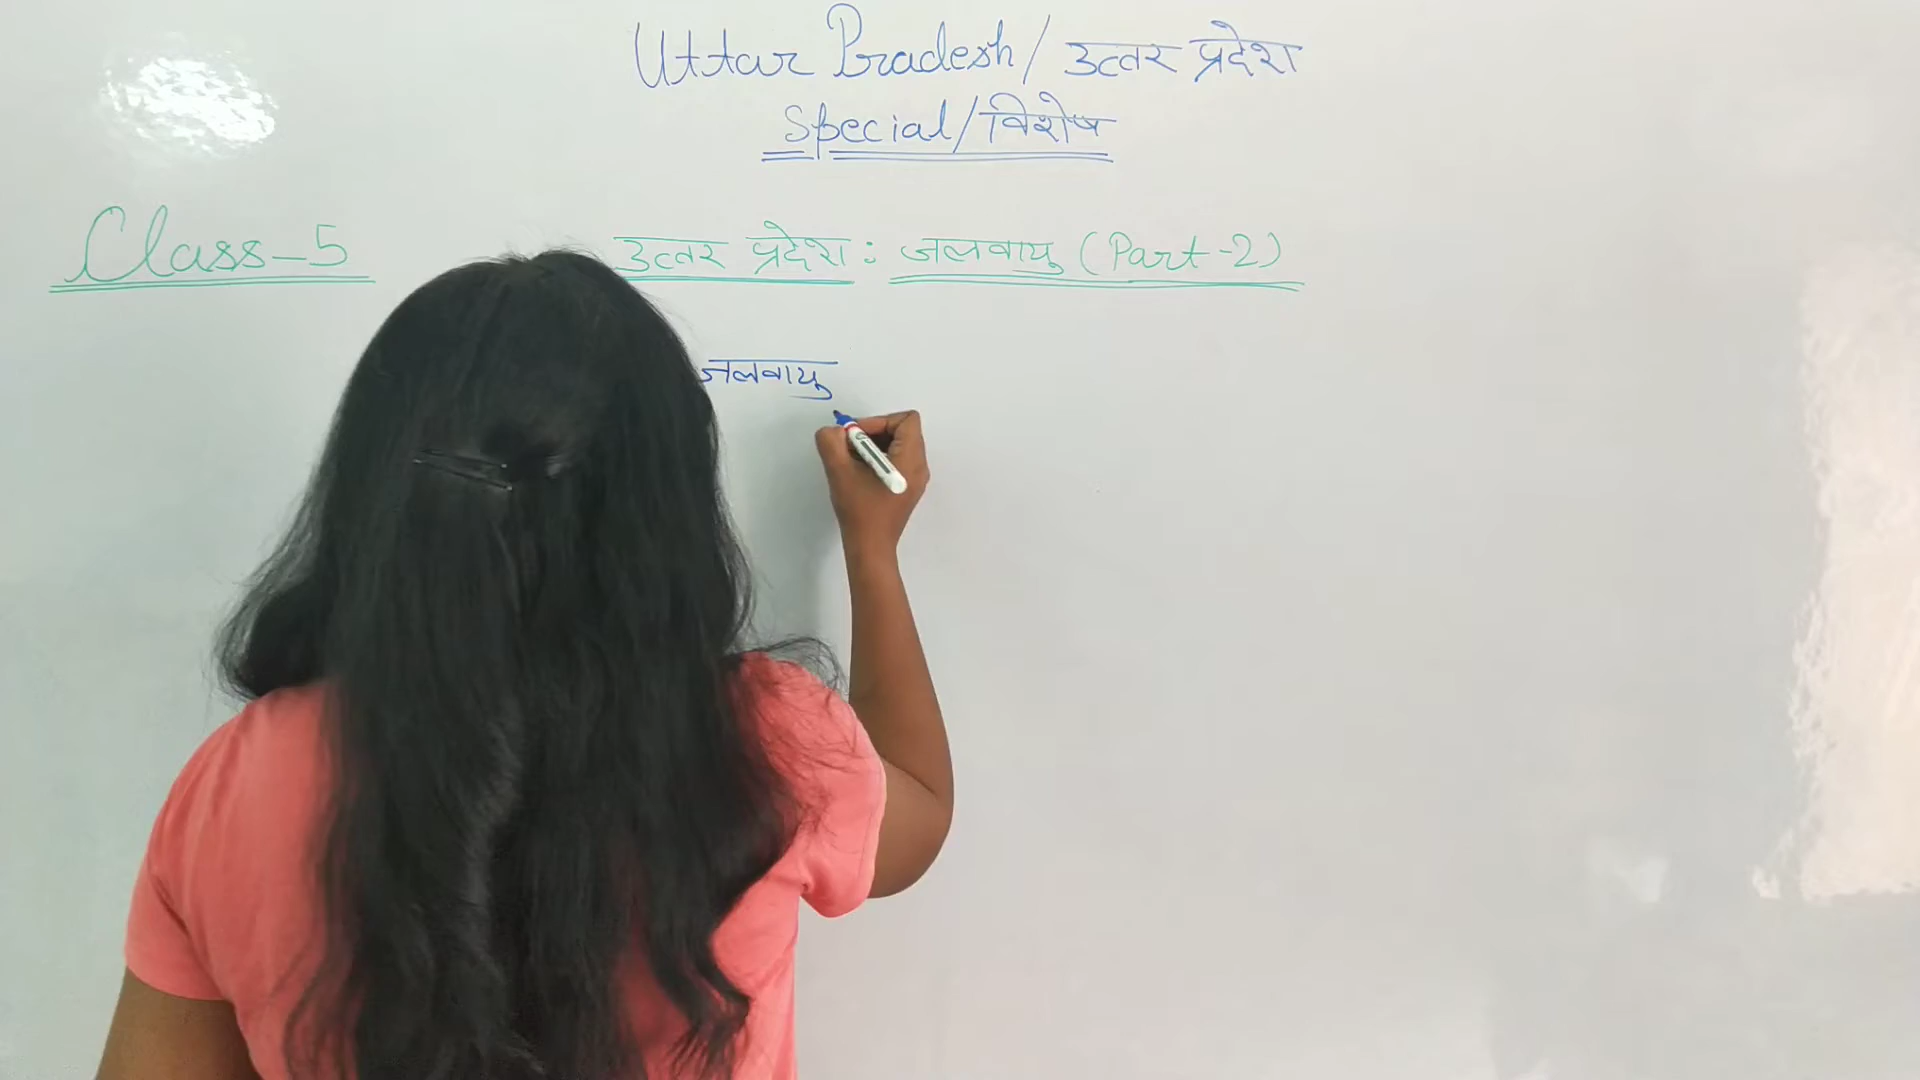 Uttar Pradesh/उत्तर प्रदेश
Special/विशेष
Class-5
उत्तर प्रदेश: जलवायु (Part-2)
जलवायु